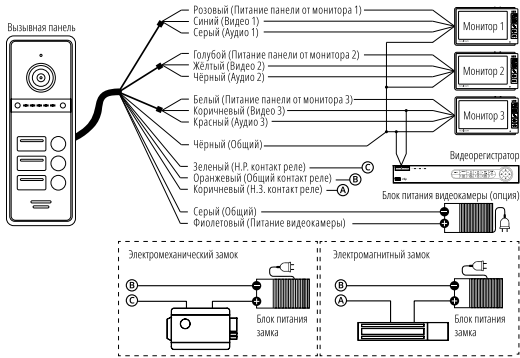 Вызывная панель
Розовый (Питание панели от монитора 1)
Синий (Видео 1)
Серый (Аудио 1)
Монитор 1
Голубой (Питание панели от монитора 2)
Жёлтый (Видео 2)
Чёрный (Аудио 2)
Монитор 2
Белый (Питание панели от монитора 3)
Коричневый (Видео 3)
Красный (Аудио 3)
Монитор 3
Чёрный (Общий)
Видеорегистратор
Зеленый (Н.Р. контакт реле)
C
Оранжевый (Общий контакт реле)
B
Коричневый (Н.З. контакт реле)
A
Блок питания видеокамеры (опция)
Серый (Общий)
Фиолетовый (Питание видеокамеры)
Электромеханический замок
B
C
Блок питания
замка
Электромагнитный замок
B
A
Блок питания
замка